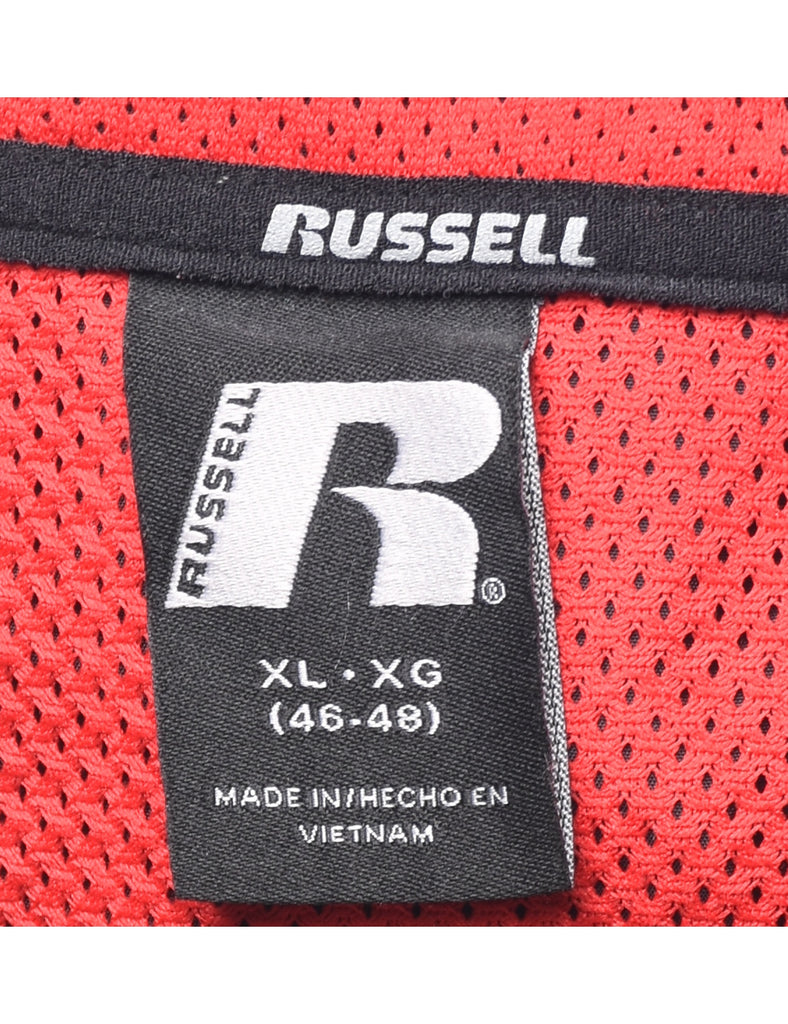 RUSSELL
RUSSELL
R®
XL • XG
(46-48)
MADE IN/HECHO EN
VIETNAM